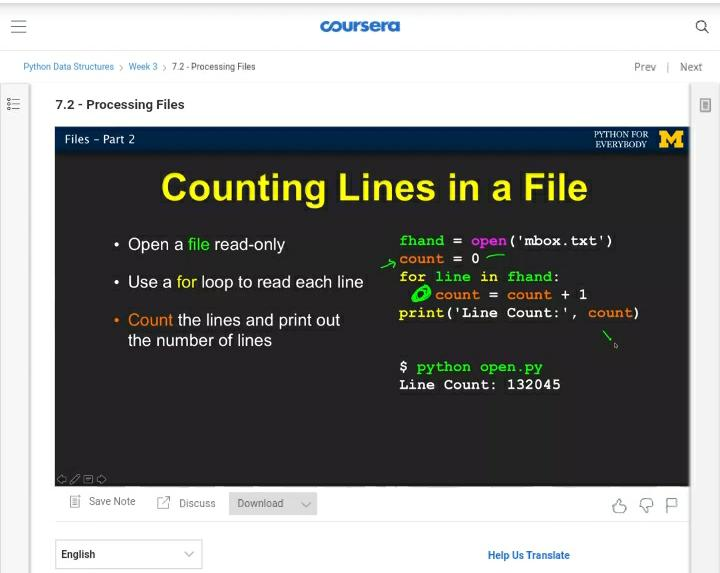 coursera
Python Data Structures > Week 3 > 7.2 - Processing Files
Prev | Next
7.2 - Processing Files
Files – Part 2
PYTHON FOR
EVERYBODY
M
Counting Lines in a File
• Open a file read-only
• Use a for loop to read each line
• Count the lines and print out
the number of lines
fhand = open('mbox.txt')
count = 0
for line in fhand:
count = count + 1
print('Line Count:', count)
$ python open.py
Line Count: 132045
Save Note
Discuss
Download
English
Help Us Translate